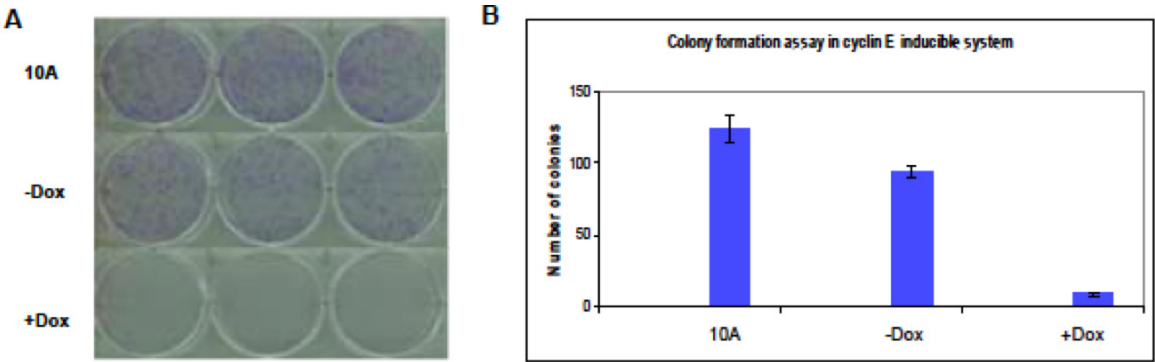 A
10A
-Dox
+Dox
B
Colony formation assay in cyclin E inducible system
Number of colonies
150
100
50
0
10A
-Dox
+Dox